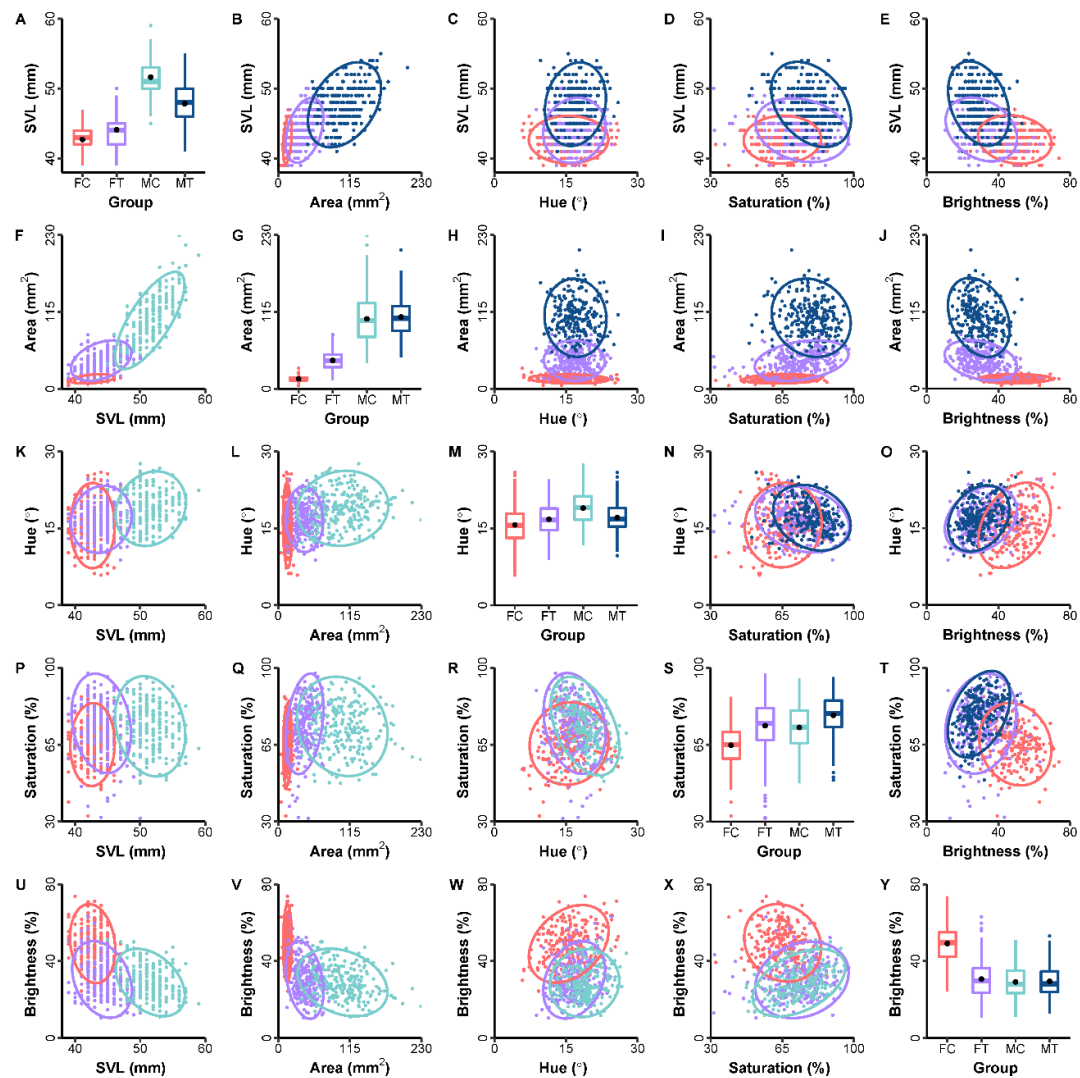 A B C D E
60 60 60 60 60
SVL (mm) SVL (mm) SVL (mm) SVL (mm) SVL (mm)
50 50 50 50 50
40 40 40 40 40
FC FT MC MT 0 115 230 0 15 30 30 65 100 0 40 80
Group Area (mm²) Hue (°) Saturation (%) Brightness (%)
F G H I J
230 230 230 230 230
Area (mm²) Area (mm²) Area (mm²) Area (mm²) Area (mm²)
115 115 115 115 115
0 0 0 0 0
40 50 60 FC FT MC MT 0 15 30 30 65 100 0 40 80
SVL (mm) Group Hue (°) Saturation (%) Brightness (%)
K L M N O
30 30 30 30 30
Hue (°) Hue (°) Hue (°) Hue (°) Hue (°)
15 15 15 15 15
0 0 0 0 0
40 50 60 0 115 230 FC FT MC MT 30 65 100 0 40 80
SVL (mm) Area (mm²) Group Saturation (%) Brightness (%)
P Q R S T
100 100 100 100 100
Saturation (%) Saturation (%) Saturation (%) Saturation (%) Saturation (%)
65 65 65 65 65
30 30 30 30 30
40 50 60 0 115 230 0 15 30 FC FT MC MT 0 40 80
SVL (mm) Area (mm²) Hue (°) Group Brightness (%)
U V W X Y
80 80 80 80 80
Brightness (%) Brightness (%) Brightness (%) Brightness (%) Brightness (%)
40 40 40 40 40
0 0 0 0 0
40 50 60 0 115 230 0 15 30 30 65 100 FC FT MC MT
SVL (mm) Area (mm²) Hue (°) Saturation (%) Group